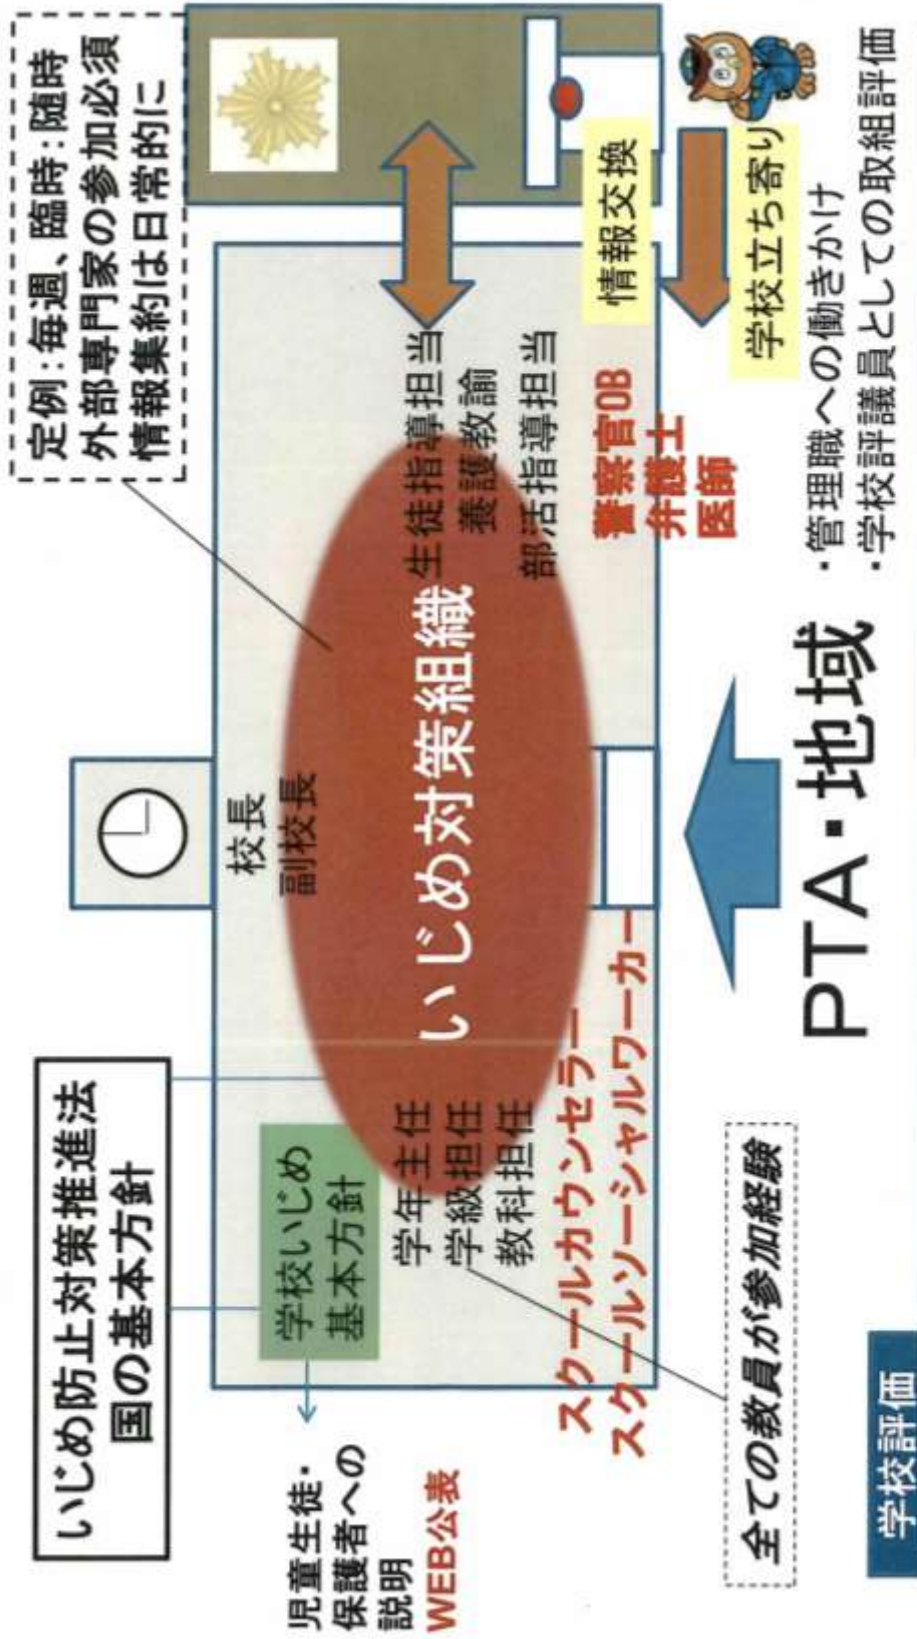 いじめ防止対策推進法
国の基本方針
定例：毎週、臨時：随時
外部専門家の参加必須
情報集約は日常的に
校長
副校長
学校いじめ
基本方針
児童生徒・
保護者への
説明
WEB公表
学年主任
学級担任
教科担任
いじめ対策組織
生徒指導担当
養護教諭
部活指導担当
スクールカウンセラー
スクールソーシャルワーカー
警察官OB
弁護士
医師
情報交換
学校立ち寄り
全ての教員が参加経験
PTA・地域
・管理職への働きかけ
・学校評議員としての取組評価
学校評価